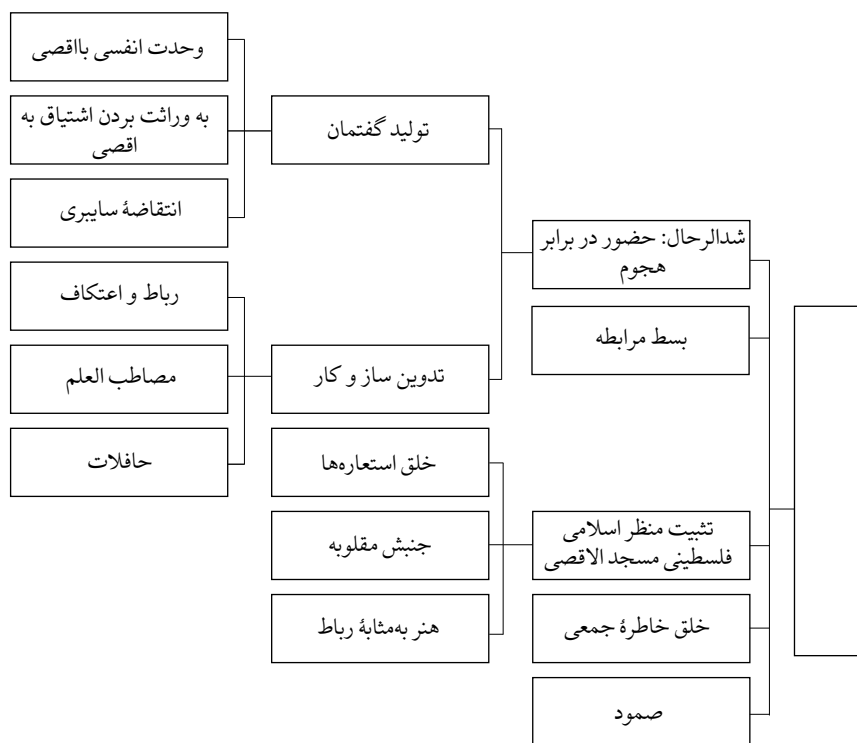 شدالرحال: حضور در برابر
هجوم
تولید گفتمان
وحدت انفسی بااقصی
به وراثت بردن اشتیاق به
اقصی
انتقاضهٔ سایبری
تدوین ساز و کار
رباط و اعتکاف
مصاطب العلم
حافلات
بسط مرابطه
تثبیت منظر اسلامی
فلسطینی مسجد الاقصی
خلق استعاره‌ها
جنبش مقلوبه
هنر به‌مثابهٔ رباط
خلق خاطرهٔ جمعی
صمود